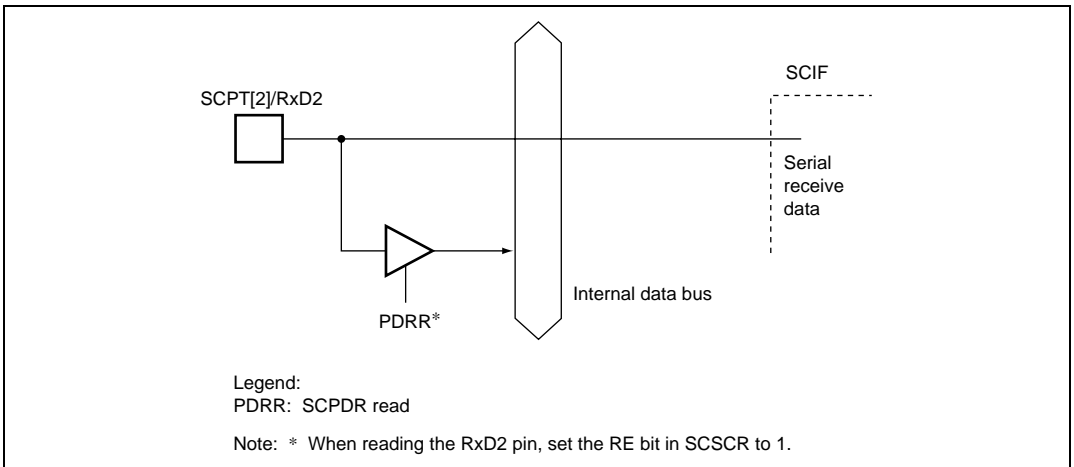 SCIF
SCPT[2]/RxD2
Serial
receive
data
Internal data bus
PDRR*
Legend:
PDRR: SCPDR read
Note: * When reading the RxD2 pin, set the RE bit in SCSCR to 1.